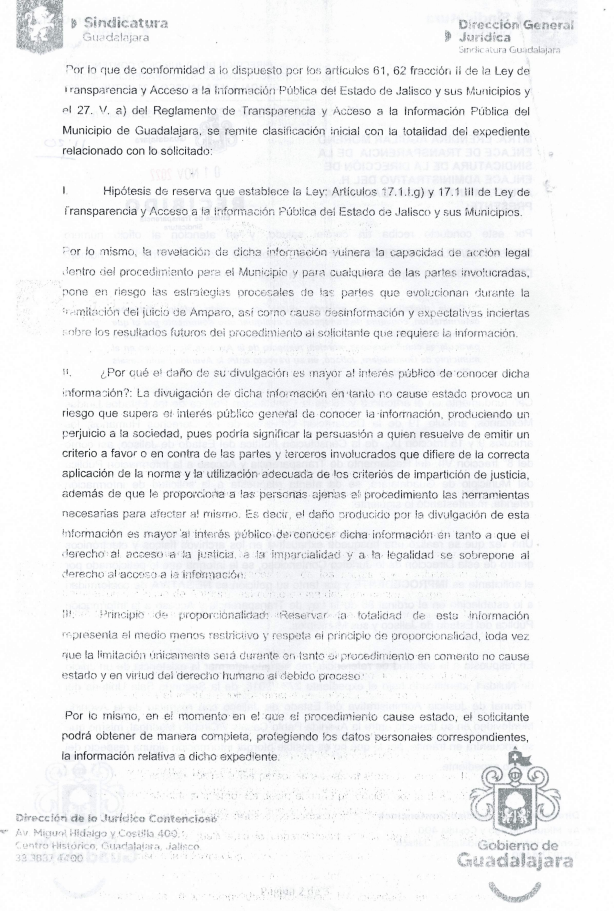 Sindicatura
Guadalajara
Dirección General
Jurídica
Sindicatura Guadalajara
Por lo que de conformidad a lo dispuesto por los artículos 61, 62 fracción II de la Ley de
Transparencia y Acceso a la Información Pública del Estado de Jalisco y sus Municipios y
el 27. V. a) del Reglamento de Transparencia y Acceso a la Información Pública del
Municipio de Guadalajara, se remite clasificación inicial con la totalidad del expediente
relacionado con lo solicitado:
I. Hipótesis de reserva que establece la Ley: Artículos 17.1.I.g) y 17.1 III de Ley de
Transparencia y Acceso a la Información Pública del Estado de Jalisco y sus Municipios.
Por lo mismo, la revelación de dicha información vulnera la capacidad de acción legal
dentro del procedimiento para el Municipio y para cualquiera de las partes involucradas,
pone en riesgo las estrategias procesales de las partes que evolucionan durante la
tramitación del juicio de Amparo, así como cause desinformación y expectativas inciertas
sobre los resultados futuros del procedimiento al solicitante que requiere la información.
II. ¿Por qué el daño de su divulgación es mayor al interés público de conocer dicha
información?: La divulgación de dicha información en tanto no cause estado provoca un
riesgo que supera el interés público general de conocer la información, produciendo un
perjuicio a la sociedad, pues podría significar la persuasión a quien resuelve de emitir un
criterio a favor o en contra de las partes y terceros involucrados que difiere de la correcta
aplicación de la norma y la utilización adecuada de los criterios de impartición de justicia,
además de que le proporciona a las personas ajenas al procedimiento las herramientas
necesarias para afectar al mismo. Es decir, el daño producido por la divulgación de esta
Información es mayor al interés público de conocer dicha información en tanto a que el
derecho al acceso a la justicia, a la imparcialidad y a la legalidad se sobrepone al
derecho al acceso a la información.
III. Principio de proporcionalidad: Reservar la totalidad de esta información
representa el medio menos restrictivo y respeta el principio de proporcionalidad, toda vez
que la limitación únicamente será durante en tanto el procedimiento en comento no cause
estado y en virtud del derecho humano al debido proceso.
Por lo mismo, en el momento en el que el procedimiento cause estado, el solicitante
podrá obtener de manera completa, protegiendo los datos personales correspondientes,
la información relativa a dicho expediente.
Dirección de lo Jurídico Contencioso
Av. Miguel Hidalgo y Costilla 400
Centro Histórico, Guadalajara, Jalisco
33 3837 4400
Gobierno de
Guadalajara